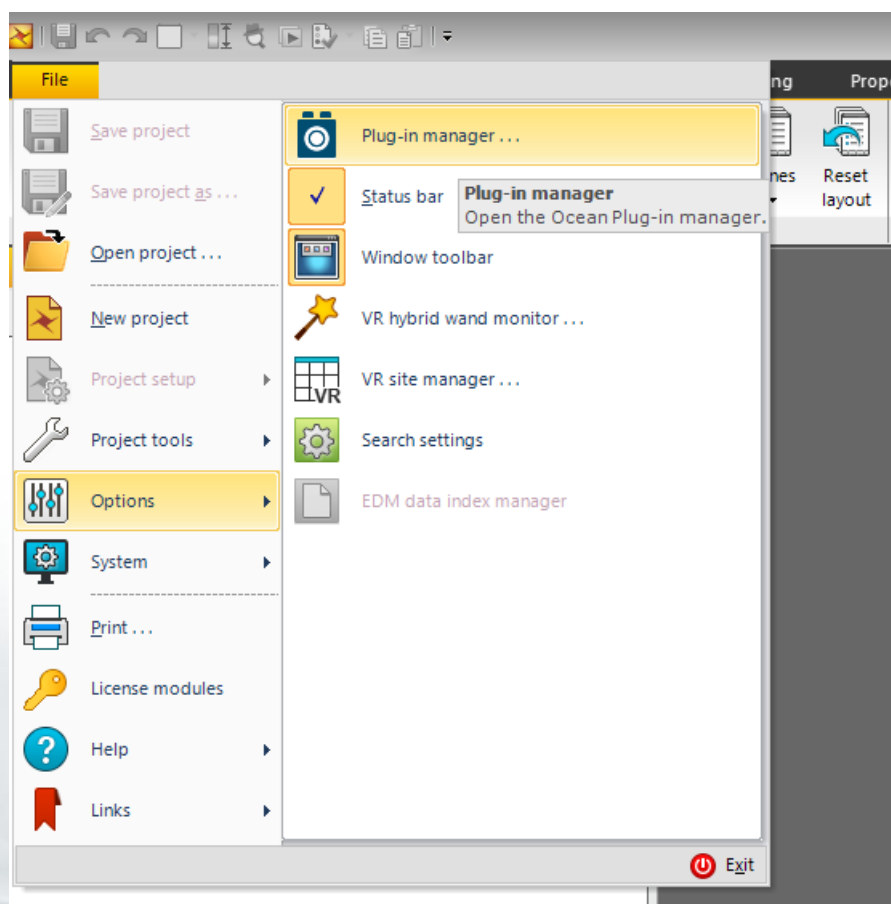 File
ng
Prop
Save project
Save project as ...
Open project ...
New project
Project setup
Project tools
Options
System
Print ...
License modules
Help
Links
Plug-in manager ...
Status bar
Plug-in manager
Open the Ocean Plug-in manager.
Window toolbar
VR hybrid wand monitor ...
VR
VR site manager ...
Search settings
EDM data index manager
nes
Reset
layout
Exit